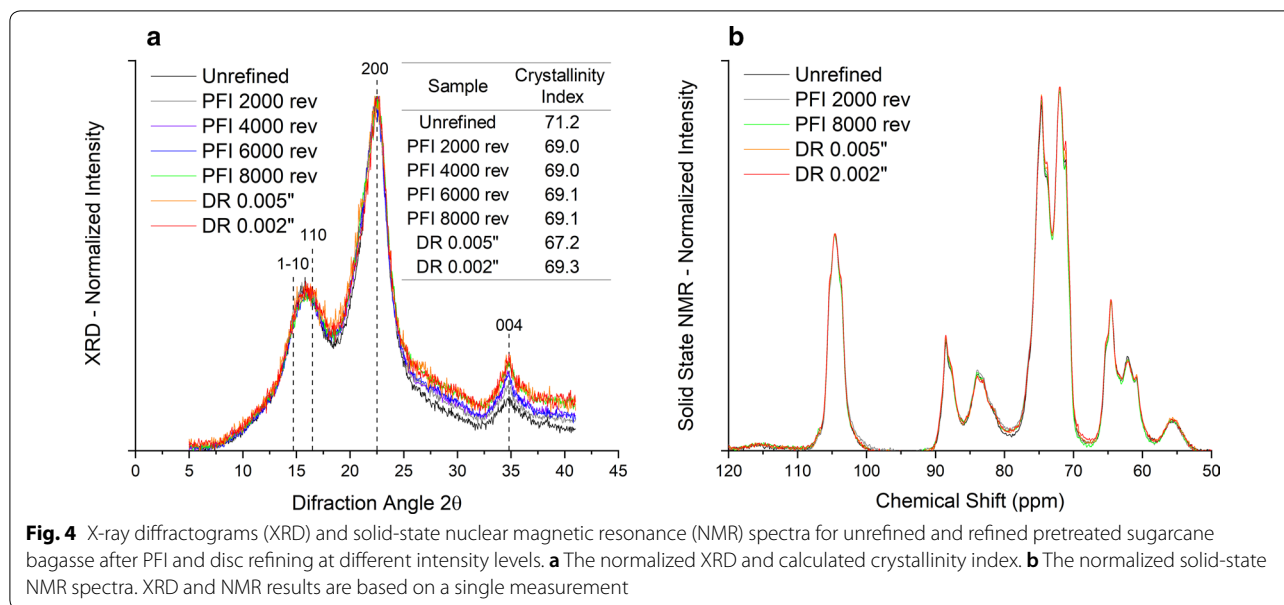 a
XRD - Normalized Intensity
Unrefined
PFI 2000 rev
PFI 4000 rev
PFI 6000 rev
PFI 8000 rev
DR 0.005"
DR 0.002"
1-10
110
200
004
Sample Crystallinity Index
Unrefined 71.2
PFI 2000 rev 69.0
PFI 4000 rev 69.0
PFI 6000 rev 69.1
PFI 8000 rev 69.1
DR 0.005" 67.2
DR 0.002" 69.3
0 5 10 15 20 25 30 35 40 45
Difraction Angle 2θ
b
Solid State NMR - Normalized Intensity
Unrefined
PFI 2000 rev
PFI 8000 rev
DR 0.005"
DR 0.002"
120 110 100 90 80 70 60 50
Chemical Shift (ppm)
Fig. 4 X-ray diffractograms (XRD) and solid-state nuclear magnetic resonance (NMR) spectra for unrefined and refined pretreated sugarcane
bagasse after PFI and disc refining at different intensity levels. a The normalized XRD and calculated crystallinity index. b The normalized solid-state
NMR spectra. XRD and NMR results are based on a single measurement